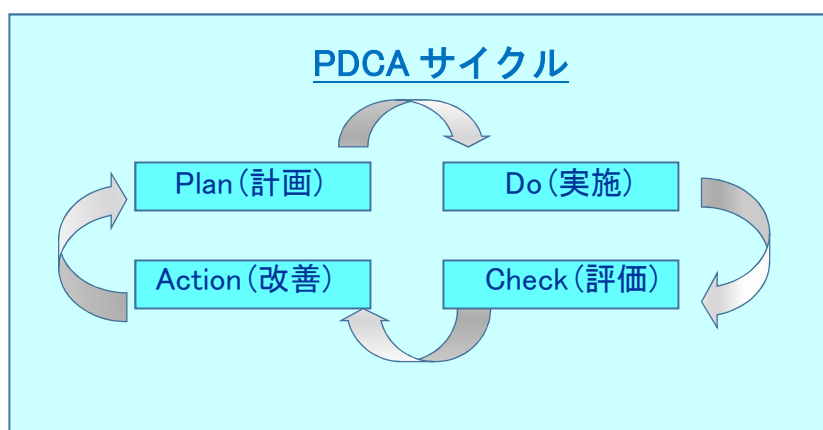 PDCA サイクル
Plan(計画)
Do(実施)
Action(改善)
Check(評価)